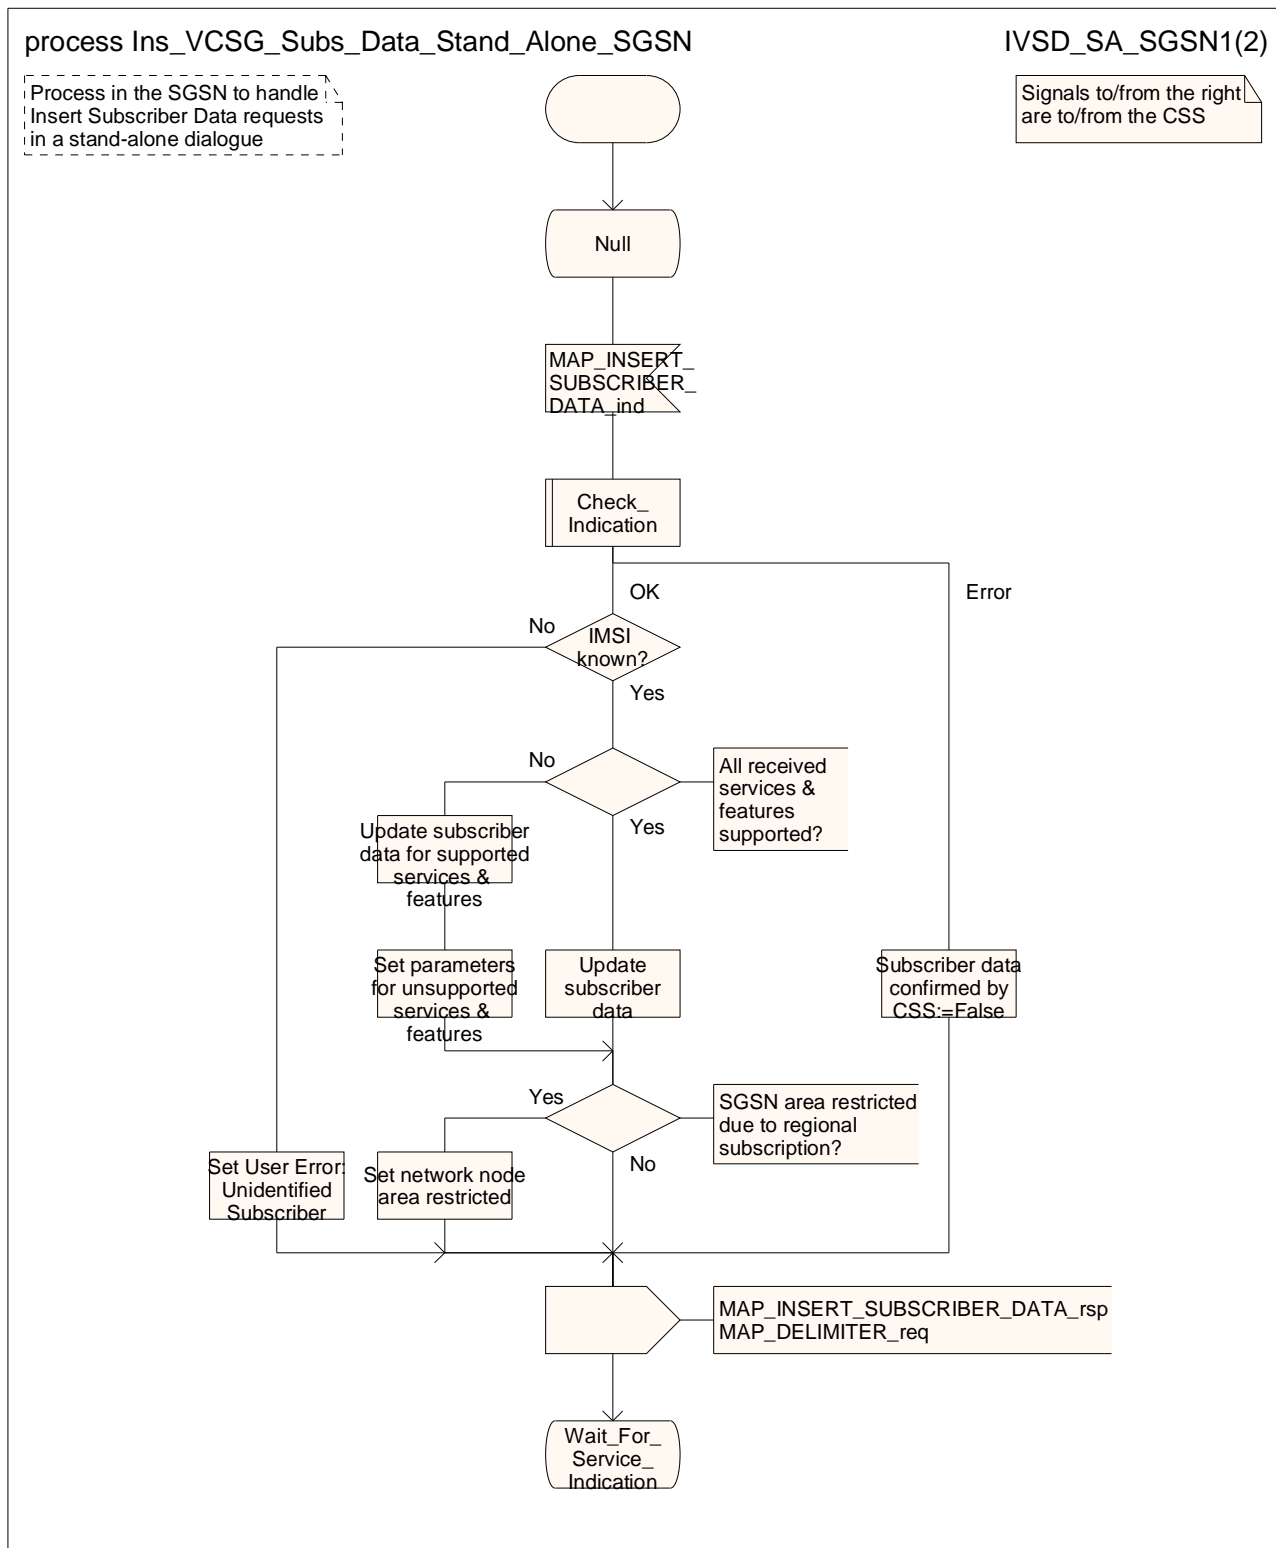 process Ins_VCSG_Subs_Data_Stand_Alone_SGSN
IVSD_SA_SGSN1(2)
Process in the SGSN to handle
Insert Subscriber Data requests
in a stand-alone dialogue
Signals to/from the right
are to/from the CSS
Null
MAP_INSERT_
SUBSCRIBER_
DATA_ind
Check_
Indication
OK
Error
No
IMSI
known?
Yes
No
All received
services &
features
supported?
Yes
Update subscriber
data for supported
services &
features
Set parameters
for unsupported
services &
features
Update
subscriber
data
Subscriber data
confirmed by
CSS:=False
Yes
SGSN area restricted
due to regional
subscription?
No
Set User Error:
Unidentified
Subscriber
Set network node
area restricted
MAP_INSERT_SUBSCRIBER_DATA_rsp
MAP_DELIMITER_req
Wait_For_
Service_
Indication